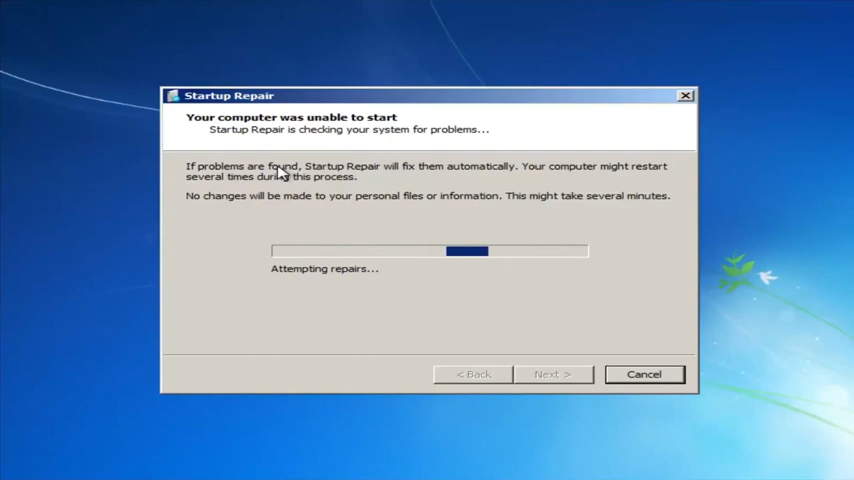 Startup Repair
Your computer was unable to start
Startup Repair is checking your system for problems...
If problems are found, Startup Repair will fix them automatically. Your computer might restart
several times during this process.
No changes will be made to your personal files or information. This might take several minutes.
Attempting repairs...
< Back
Next >
Cancel